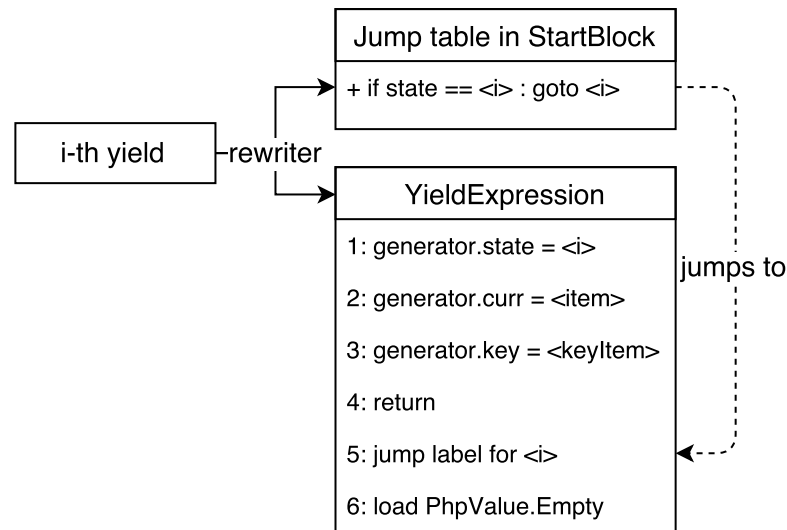 Jump table in StartBlock
+ if state == <i> : goto <i>
i-th yield
rewriter
YieldExpression
1: generator.state = <i>
jumps to
2: generator.curr = <item>
3: generator.key = <keyItem>
4: return
5: jump label for <i>
6: load PhpValue.Empty